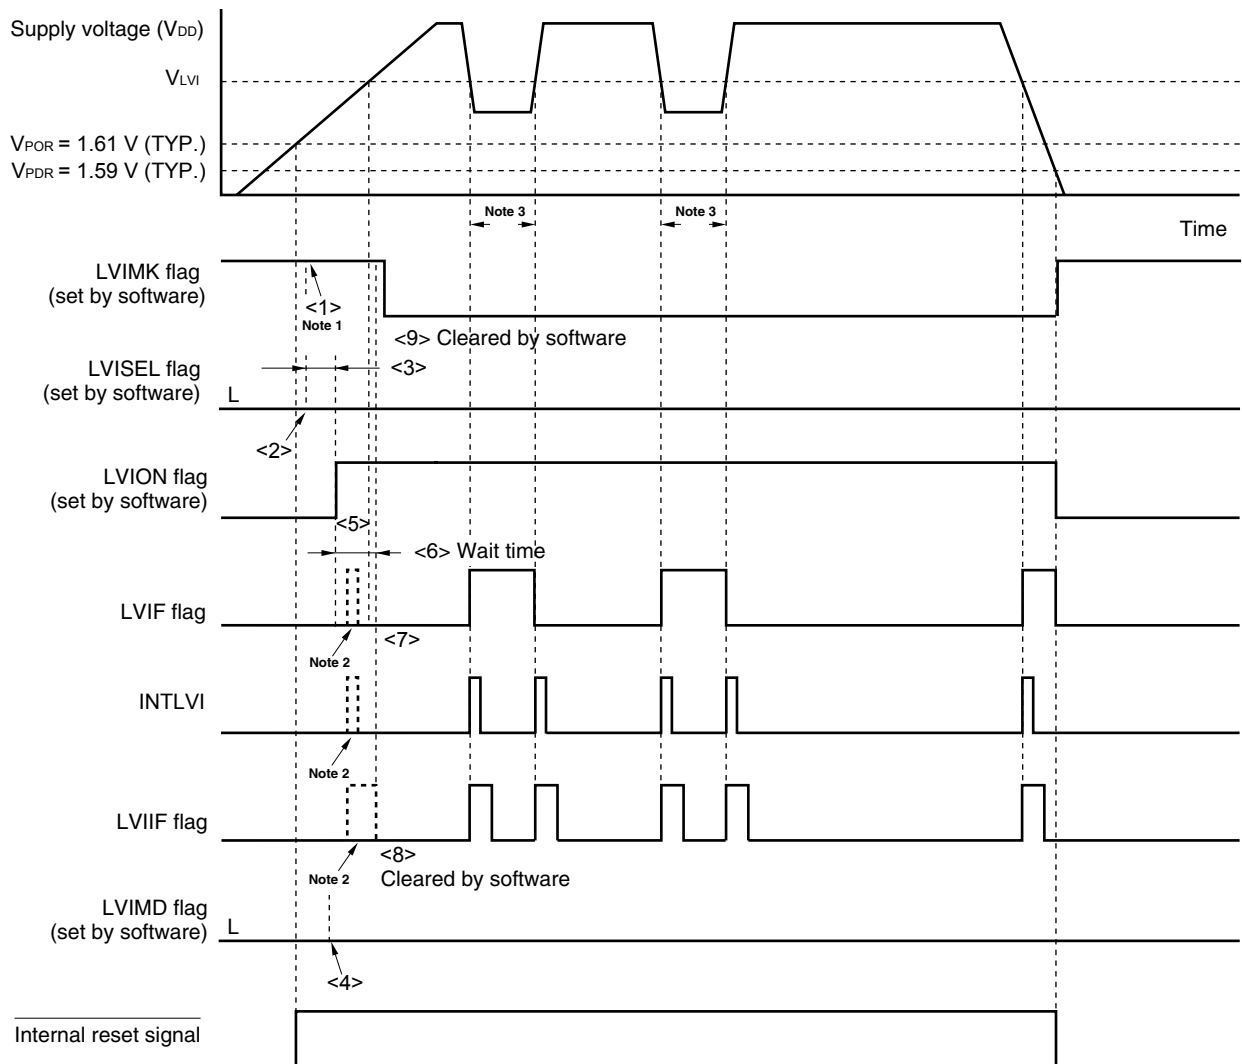 Supply voltage (VDD)
VLVI
VPOR = 1.61 V (TYP.)
VPDR = 1.59 V (TYP.)
Note 3
Note 3
Time
LVIMK flag
(set by software)
<1>
Note 1
<9> Cleared by software
LVISEL flag
(set by software)
L
<3>
<2>
LVION flag
(set by software)
<5>
<6> Wait time
LVIF flag
<7>
Note 2
INTLVI
Note 2
LVIIF flag
<8>
Note 2
Cleared by software
LVIMD flag
(set by software)
L
<4>
Internal reset signal